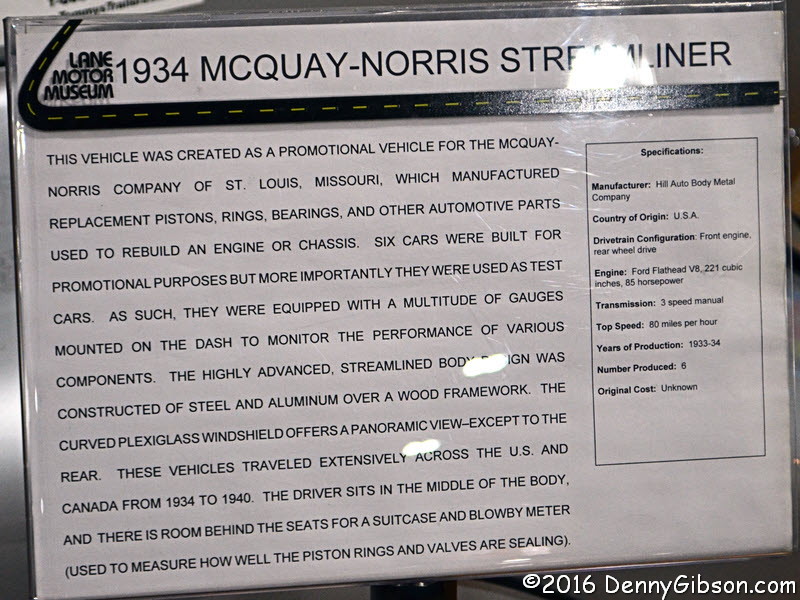 LANE
MOTOR
MUSEUM
1934 MCQUAY-NORRIS STREAMLINER
THIS VEHICLE WAS CREATED AS A PROMOTIONAL VEHICLE FOR THE MCQUAY-
NORRIS COMPANY OF ST. LOUIS, MISSOURI, WHICH MANUFACTURED
REPLACEMENT PISTONS, RINGS, BEARINGS, AND OTHER AUTOMOTIVE PARTS
USED TO REBUILD AN ENGINE OR CHASSIS. SIX CARS WERE BUILT FOR
PROMOTIONAL PURPOSES BUT MORE IMPORTANTLY THEY WERE USED AS TEST
CARS. AS SUCH, THEY WERE EQUIPPED WITH A MULTITUDE OF GAUGES
MOUNTED ON THE DASH TO MONITOR THE PERFORMANCE OF VARIOUS
COMPONENTS. THE HIGHLY ADVANCED, STREAMLINED BODY DESIGN WAS
CONSTRUCTED OF STEEL AND ALUMINUM OVER A WOOD FRAMEWORK. THE
CURVED PLEXIGLASS WINDSHIELD OFFERS A PANORAMIC VIEW–EXCEPT TO THE
REAR. THESE VEHICLES TRAVELED EXTENSIVELY ACROSS THE U.S. AND
CANADA FROM 1934 TO 1940. THE DRIVER SITS IN THE MIDDLE OF THE BODY,
AND THERE IS ROOM BEHIND THE SEATS FOR A SUITCASE AND BLOWBY METER
(USED TO MEASURE HOW WELL THE PISTON RINGS AND VALVES ARE SEALING).
Specifications:
Manufacturer: Hill Auto Body Metal
Company
Country of Origin: U.S.A.
Drivetrain Configuration: Front engine,
rear wheel drive
Engine: Ford Flathead V8, 221 cubic
inches, 85 horsepower
Transmission: 3 speed manual
Top Speed: 80 miles per hour
Years of Production: 1933-34
Number Produced: 6
Original Cost: Unknown
©2016 DennyGibson.com